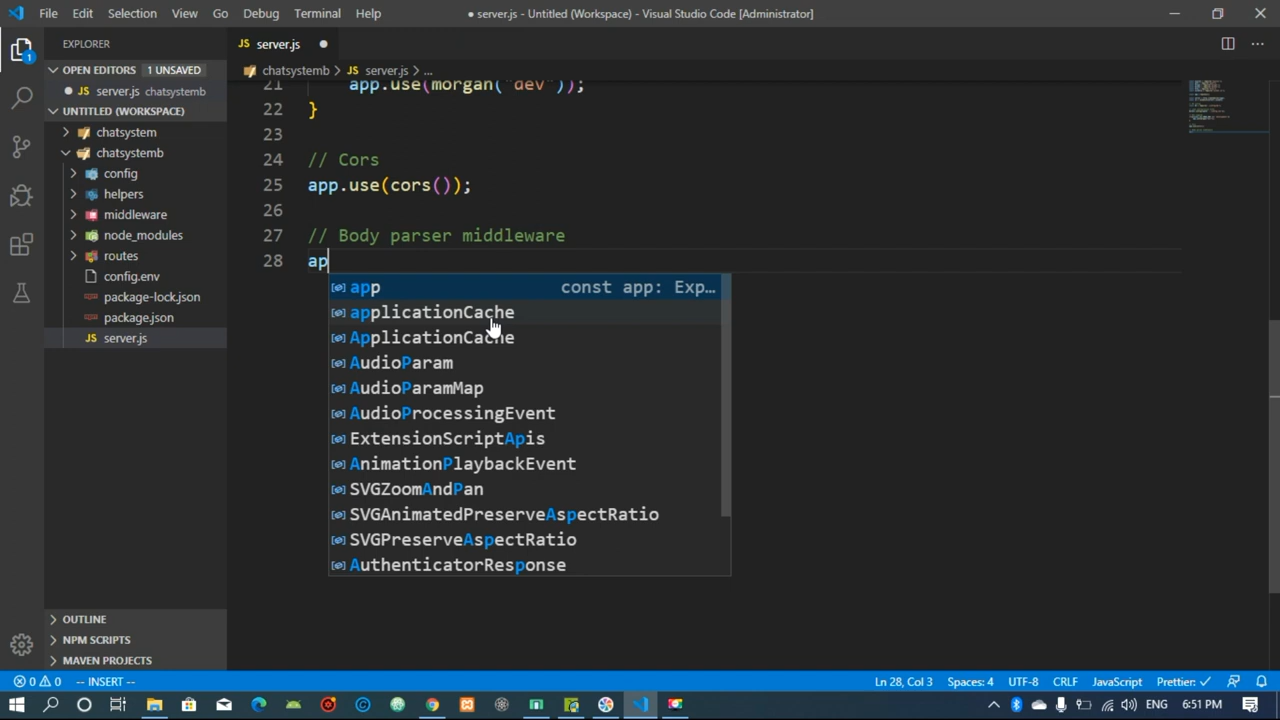 File Edit Selection View Go Debug Terminal Help
● server.js - Untitled (Workspace) - Visual Studio Code [Administrator]
EXPLORER
OPEN EDITORS 1 UNSAVED
● JS server.js chatsystemb
UNTITLED (WORKSPACE)
chatsystem
chatsystemb
config
helpers
middleware
node_modules
routes
config.env
package-lock.json
package.json
JS server.js
OUTLINE
NPM SCRIPTS
MAVEN PROJECTS
1
JS server.js ●
chatsystemb > JS server.js > ...
21 app.use(morgan("dev"));
22 }
23
24 // Cors
25 app.use(cors());
26
27 // Body parser middleware
28 ap
app const app: Exp…
applicationCache
ApplicationCache
AudioParam
AudioParamMap
AudioProcessingEvent
ExtensionScriptApis
AnimationPlaybackEvent
SVGZoomAndPan
SVGAnimatedPreserveAspectRatio
SVGPreserveAspectRatio
AuthenticatorResponse
0 0 -- INSERT -- Ln 28, Col 3 Spaces: 4 UTF-8 CRLF JavaScript Prettier: ✓
ENG 6:51 PM